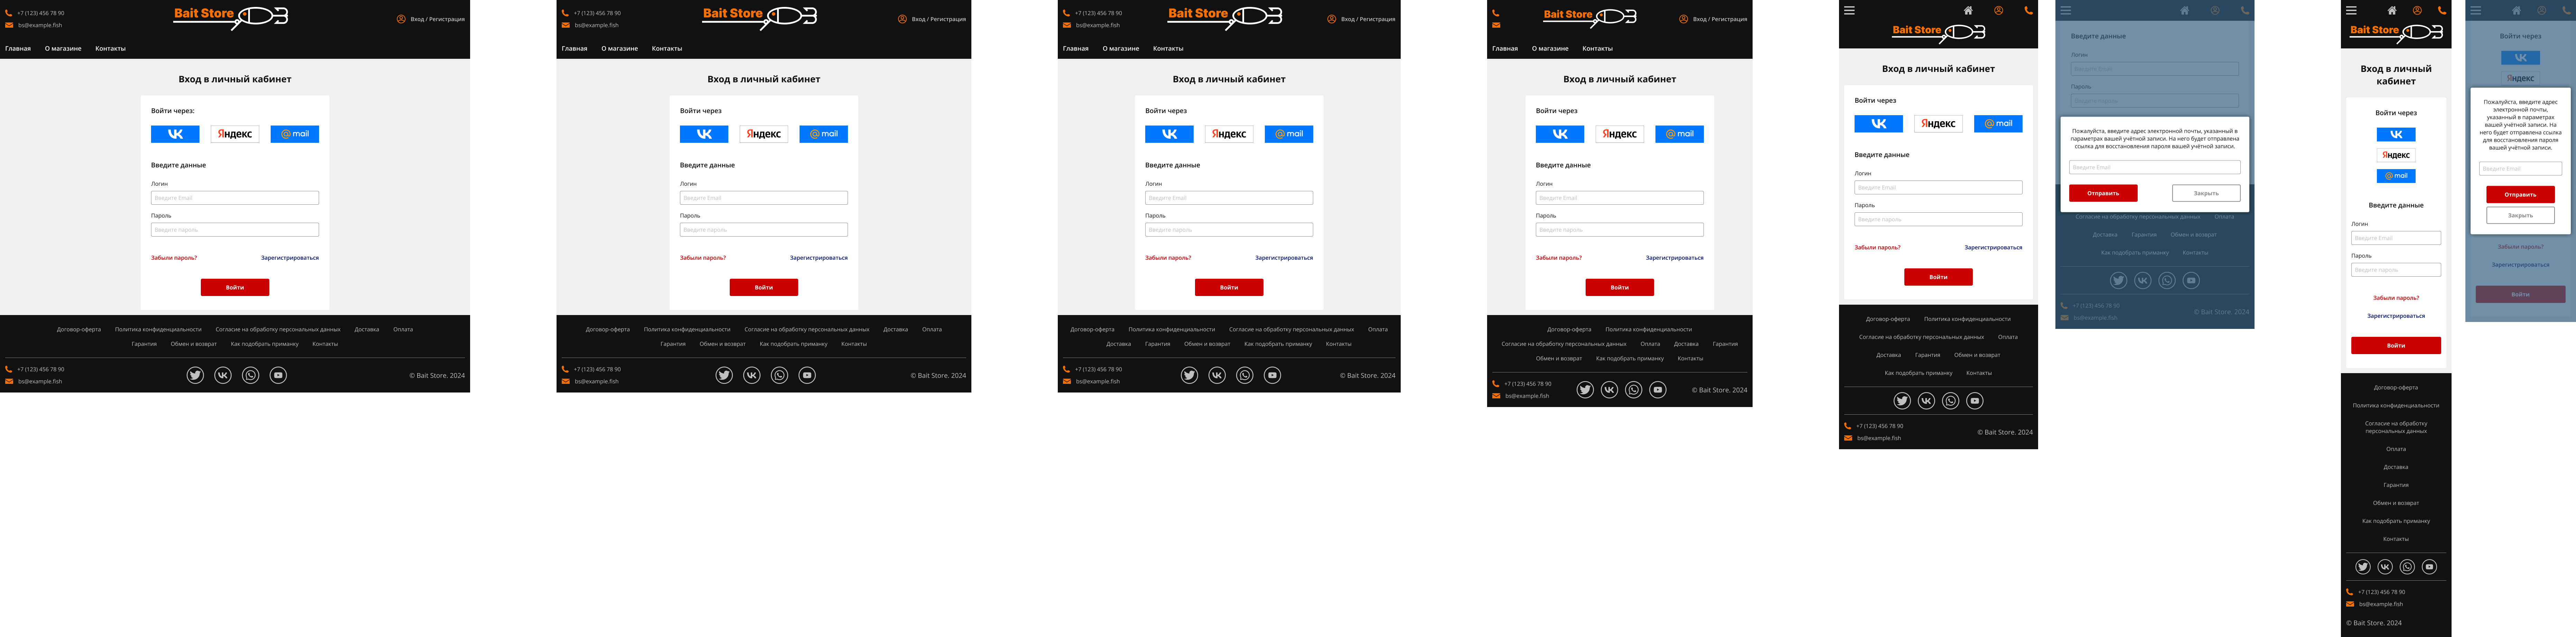 +7 (123) 456 78 90
bs@example.fish
Bait Store
Вход / Регистрация
Главная О магазине Контакты
Вход в личный кабинет
Войти через:
VK Яндекс @mail
Введите данные
Логин
Введите Email
Пароль
Введите пароль
Забыли пароль? Зарегистрироваться
Войти
Договор-оферта Политика конфиденциальности Согласие на обработку персональных данных Доставка Оплата
Гарантия Обмен и возврат Как подобрать приманку Контакты
+7 (123) 456 78 90
bs@example.fish
© Bait Store. 2024
+7 (123) 456 78 90
bs@example.fish
Bait Store
Вход / Регистрация
Главная О магазине Контакты
Вход в личный кабинет
Войти через
VK Яндекс @mail
Введите данные
Логин
Введите Email
Пароль
Введите пароль
Забыли пароль? Зарегистрироваться
Войти
Договор-оферта Политика конфиденциальности Согласие на обработку персональных данных Доставка Оплата
Гарантия Обмен и возврат Как подобрать приманку Контакты
+7 (123) 456 78 90
bs@example.fish
© Bait Store. 2024
+7 (123) 456 78 90
bs@example.fish
Bait Store
Вход / Регистрация
Главная О магазине Контакты
Вход в личный кабинет
Войти через
VK Яндекс @mail
Введите данные
Логин
Введите Email
Пароль
Введите пароль
Забыли пароль? Зарегистрироваться
Войти
Договор-оферта Политика конфиденциальности Согласие на обработку персональных данных Оплата
Доставка Гарантия Обмен и возврат Как подобрать приманку Контакты
+7 (123) 456 78 90
bs@example.fish
© Bait Store. 2024
Bait Store
Вход / Регистрация
Главная О магазине Контакты
Вход в личный кабинет
Войти через
VK Яндекс @mail
Введите данные
Логин
Введите Email
Пароль
Введите пароль
Забыли пароль? Зарегистрироваться
Войти
Договор-оферта Политика конфиденциальности
Согласие на обработку персональных данных Оплата Доставка Гарантия
Обмен и возврат Как подобрать приманку Контакты
+7 (123) 456 78 90
bs@example.fish
© Bait Store. 2024
Bait Store
Вход в личный кабинет
Войти через
VK Яндекс @mail
Введите данные
Логин
Введите Email
Пароль
Введите пароль
Забыли пароль? Зарегистрироваться
Войти
Договор-оферта Политика конфиденциальности
Согласие на обработку персональных данных Оплата
Доставка Гарантия Обмен и возврат
Как подобрать приманку Контакты
+7 (123) 456 78 90
bs@example.fish
© Bait Store. 2024
Введите данные
Логин
Введите Email
Пароль
Введите пароль
Пожалуйста, введите адрес электронной почты, указанный в
параметрах вашей учётной записи. На него будет отправлена
ссылка для восстановления пароля вашей учётной записи.
Введите Email
Отправить Закрыть
Согласие на обработку персональных данных Оплата
Доставка Гарантия Обмен и возврат
Как подобрать приманку Контакты
+7 (123) 456 78 90
bs@example.fish
© Bait Store. 2024
Bait Store
Вход в личный
кабинет
Войти через
VK
Яндекс
@mail
Введите данные
Логин
Введите Email
Пароль
Введите пароль
Забыли пароль?
Зарегистрироваться
Войти
Договор-оферта
Политика конфиденциальности
Согласие на обработку
персональных данных
Оплата
Доставка
Гарантия
Обмен и возврат
Как подобрать приманку
Контакты
+7 (123) 456 78 90
bs@example.fish
© Bait Store. 2024
Войти через
VK
Яндекс
Пожалуйста, введите адрес
электронной почты,
указанный в параметрах
вашей учётной записи. На
него будет отправлена ссылка
для восстановления пароля
вашей учётной записи.
Введите Email
Отправить
Закрыть
Забыли пароль?
Зарегистрироваться
Войти